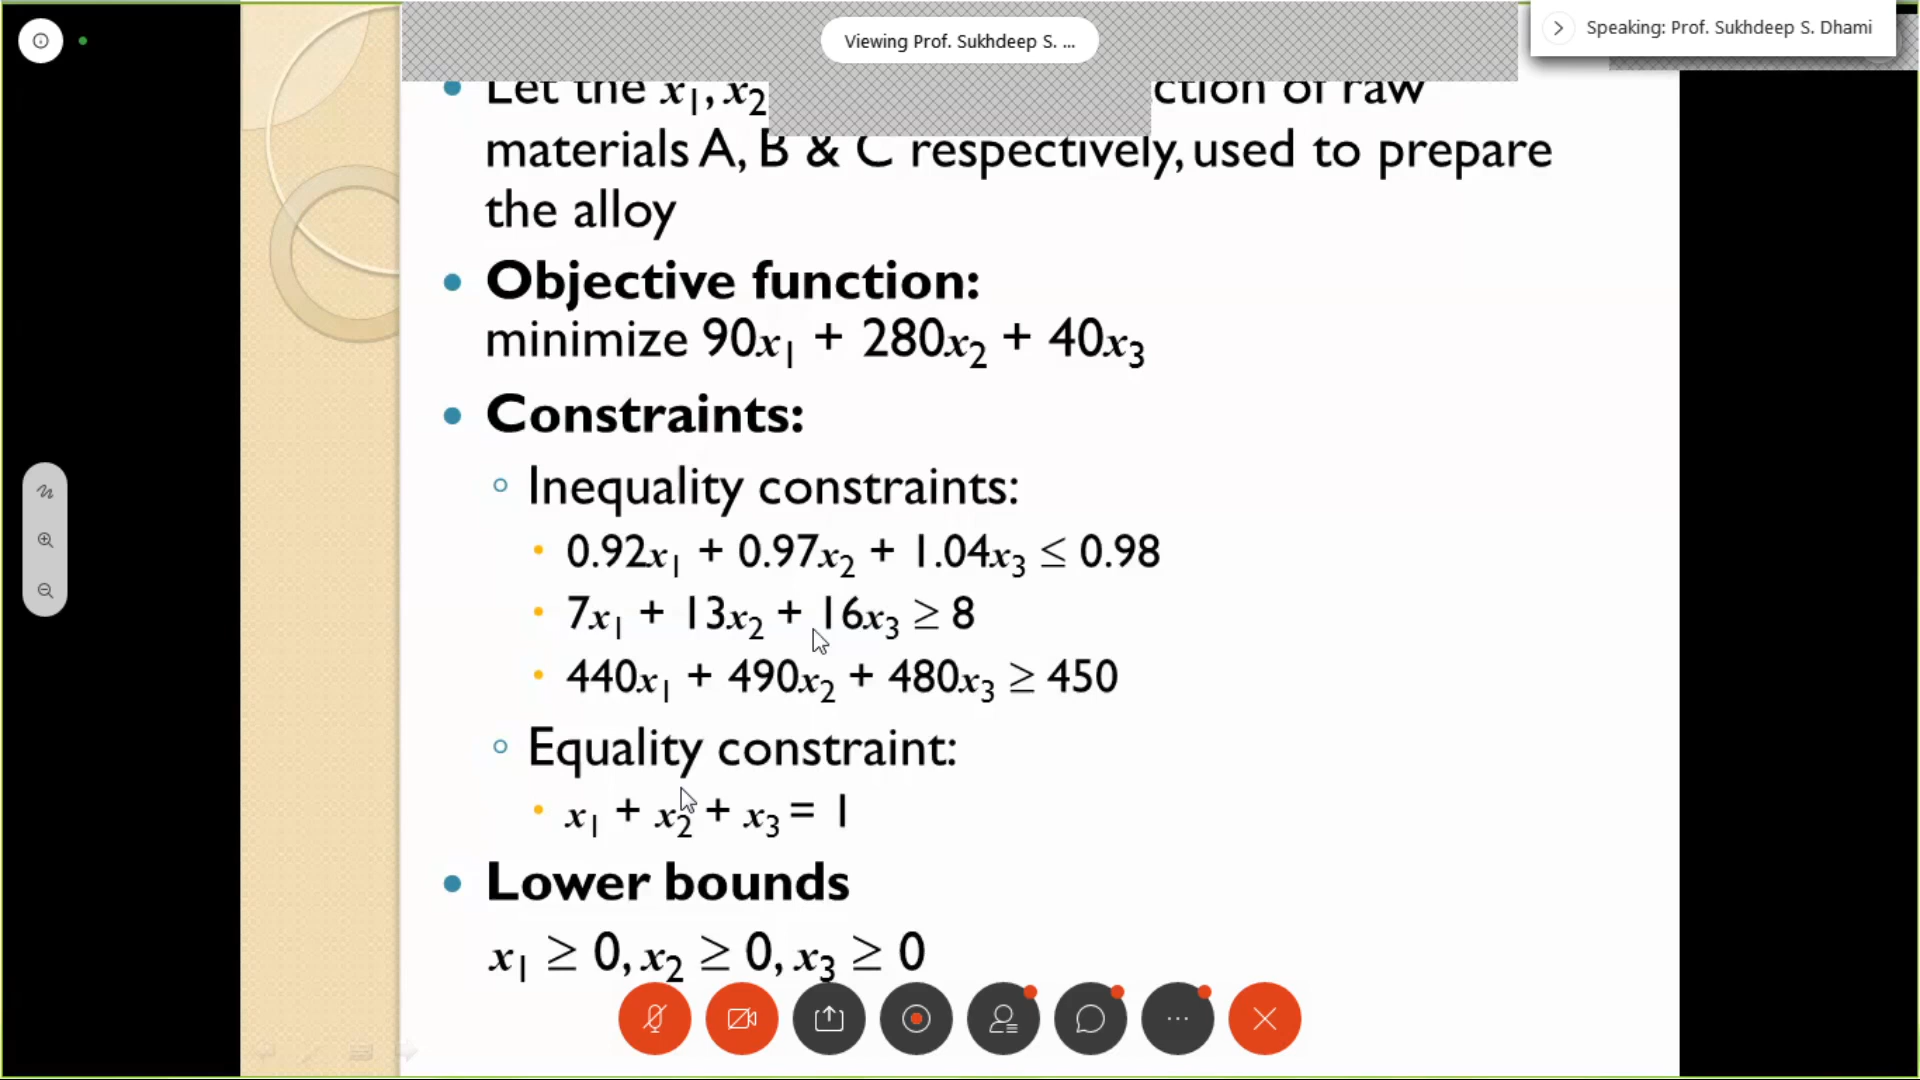 Viewing Prof. Sukhdeep S. ...
Speaking: Prof. Sukhdeep S. Dhami
Let the x₁, x₂ ction of raw
materials A, B & C respectively, used to prepare
the alloy
Objective function:
minimize 90x₁ + 280x₂ + 40x₃
Constraints:
Inequality constraints:
0.92x₁ + 0.97x₂ + 1.04x₃ ≤ 0.98
7x₁ + 13x₂ + 16x₃ ≥ 8
440x₁ + 490x₂ + 480x₃ ≥ 450
Equality constraint:
x₁ + x₂ + x₃ = 1
Lower bounds
x₁ ≥ 0, x₂ ≥ 0, x₃ ≥ 0